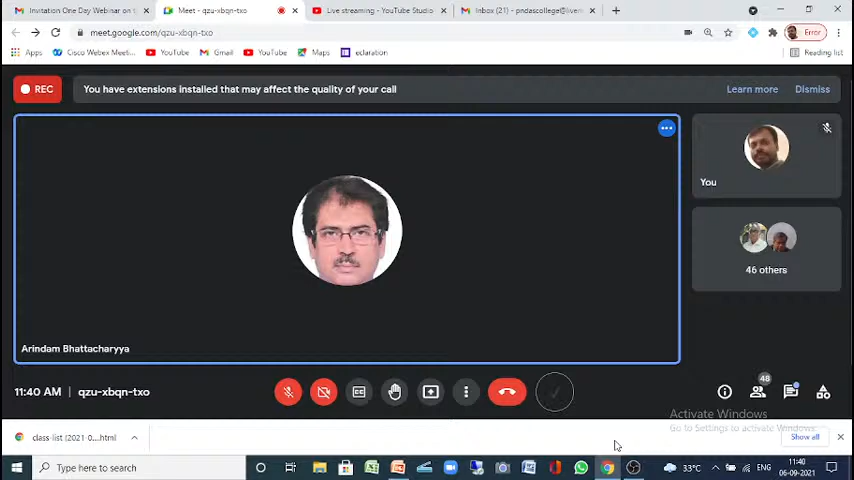 Invitation One Day Webinar on t
Meet - qzu-xbqn-txo
Live streaming - YouTube Studio
Inbox (21) - pndascollege@liver
meet.google.com/qzu-xbqn-txo
Error
Apps
Cisco Webex Meet...
YouTube
Gmail
YouTube
Maps
eclaration
Reading list
REC
You have extensions installed that may affect the quality of your call
Learn more
Dismiss
You
46 others
Arindam Bhattacharyya
11:40 AM
qzu-xbqn-txo
48
Activate Windows
Go to Settings to activate Windows.
class-list (2021-0....html
Show all
Type here to search
33°C
ENG
11:40
06-09-2021